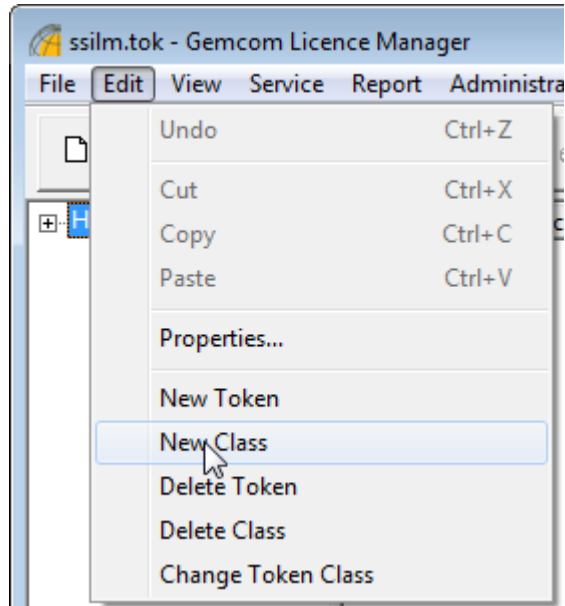 ssilm.tok - Gemcom Licence Manager
File Edit View Service Report
Undo Ctrl+Z
Cut Ctrl+X
Copy Ctrl+C
Paste Ctrl+V
Properties...
New Token
New Class
Delete Token
Delete Class
Change Token Class